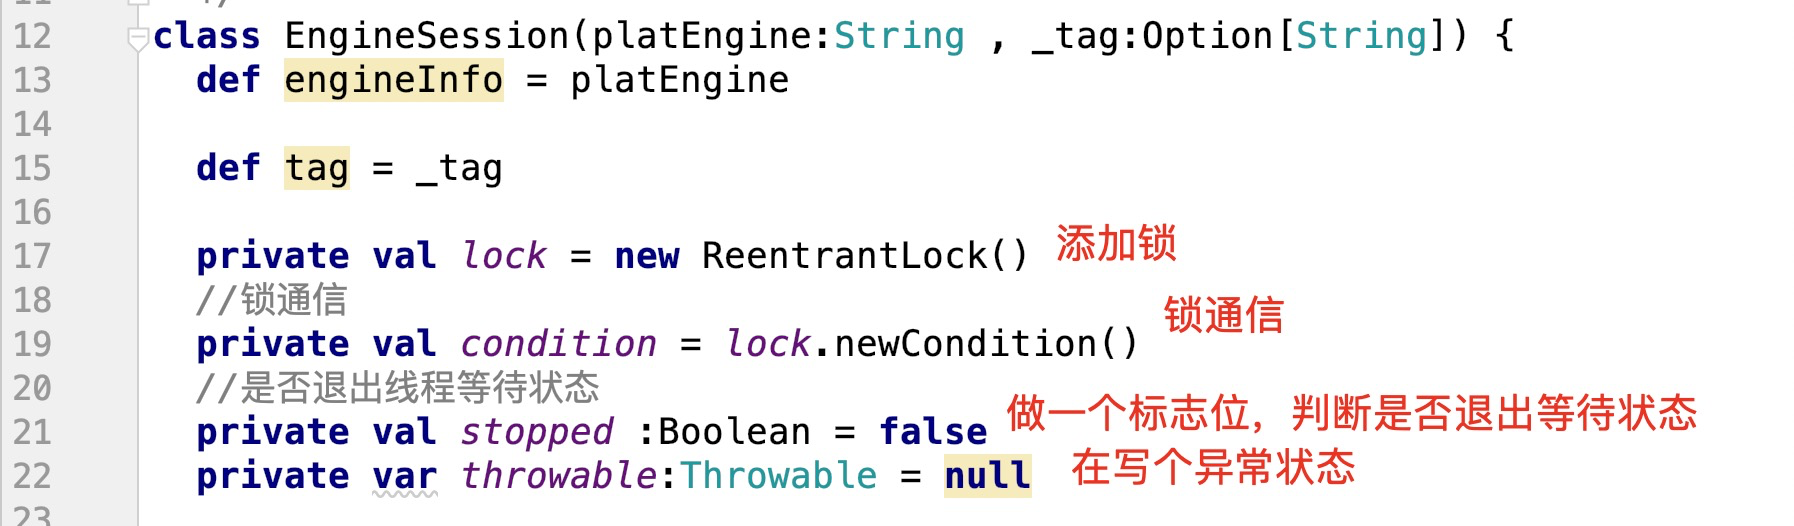 12 class EngineSession(platEngine:String , _tag:Option[String]) {
13 def engineInfo = platEngine
14
15 def tag = _tag
16
17 private val lock = new ReentrantLock() 添加锁
18 //锁通信
锁通信
19 private val condition = lock.newCondition()
20 //是否退出线程等待状态
做一个标志位，判断是否退出等待状态
21 private val stopped :Boolean = false
22 private var throwable:Throwable = null 在写个异常状态
23